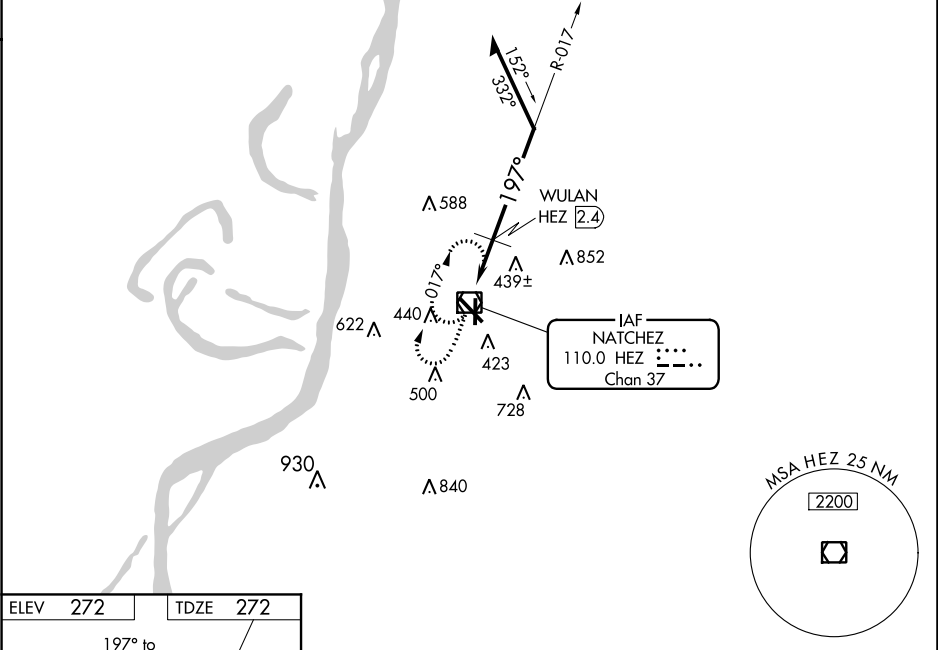 R-017
152°
332°
197°
WULAN
HEZ 2.4
588
852
439±
017°
440
622
423
500
728
IAF
NATCHEZ
110.0 HEZ
Chan 37
930
840
MSA HEZ 25 NM
2200
ELEV 272
TDZE 272
197° to